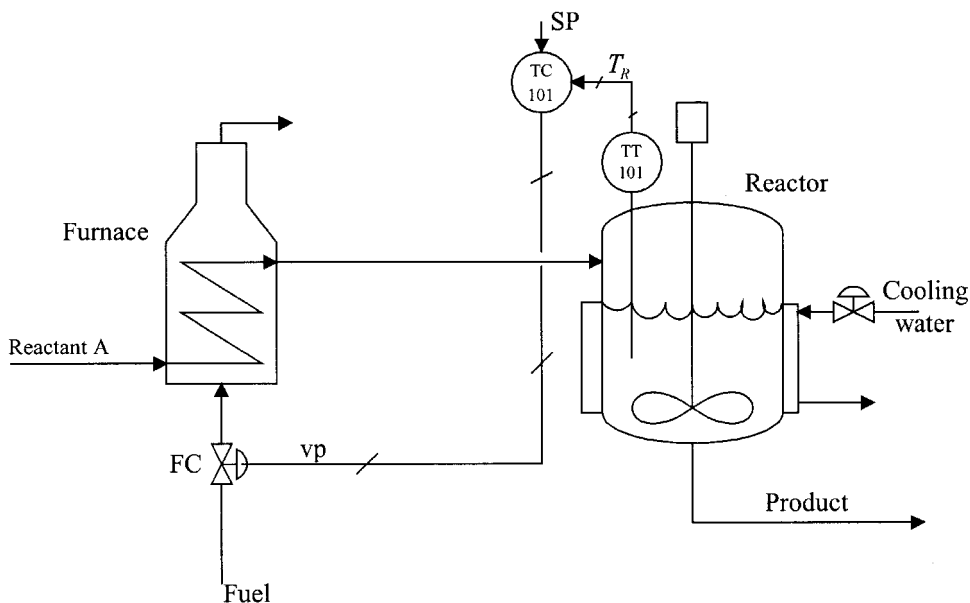 SP
TC
101
T_R
TT
101
Reactor
Furnace
Cooling
water
Reactant A
FC
vp
Product
Fuel